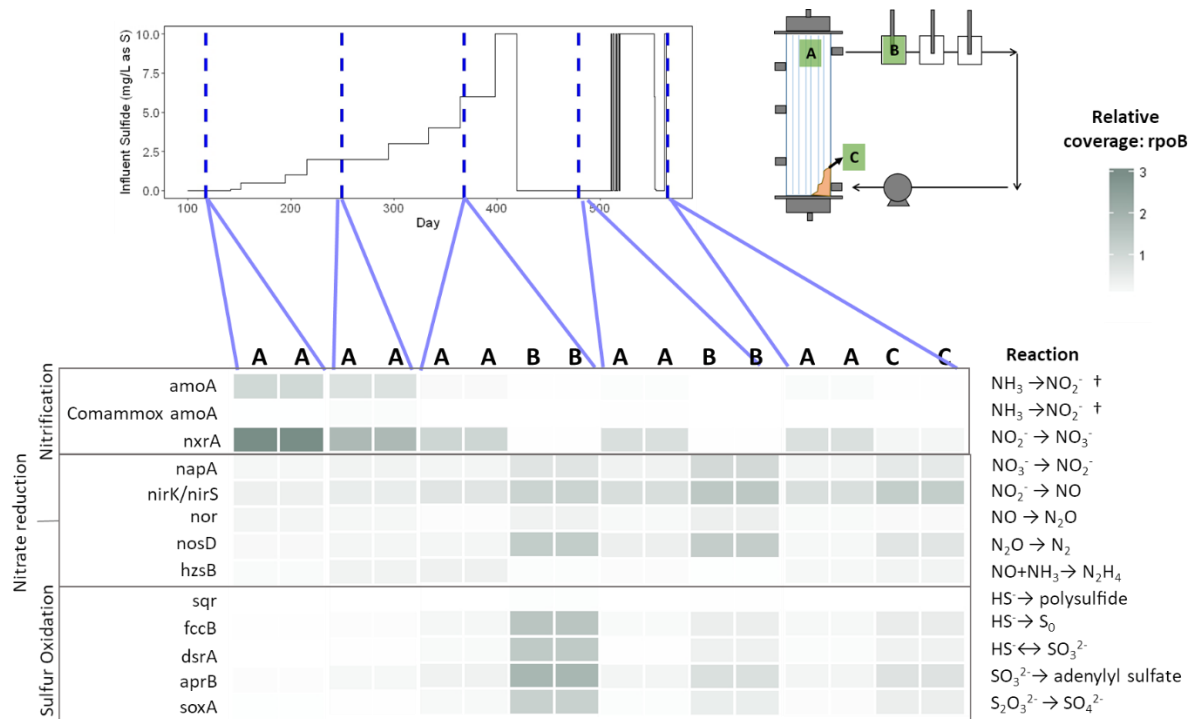 10.0
7.5
5.0
2.5
0.0
Influent Sulfide (mg/L as S)
100 200 300 400 500
Day
A
B
C
Relative
coverage: rpoB
3
2
1
A A A A A A B B A A B B A A C C
Reaction
Nitrification
amoA NH₃ →NO₂⁻ †
Comammox amoA NH₃ →NO₂⁻ †
nxrA NO₂⁻ → NO₃⁻
Nitrate reduction
napA NO₃⁻ → NO₂⁻
nirK/nirS NO₂⁻ → NO
nor NO → N₂O
nosD N₂O → N₂
hzsB NO+NH₃→ N₂H₄
Sulfur Oxidation
sqr HS⁻→ polysulfide
fccB HS⁻→ S₀
dsrA HS⁻↔ SO₃²⁻
aprB SO₃²⁻→ adenylyl sulfate
soxA S₂O₃²⁻ → SO₄²⁻